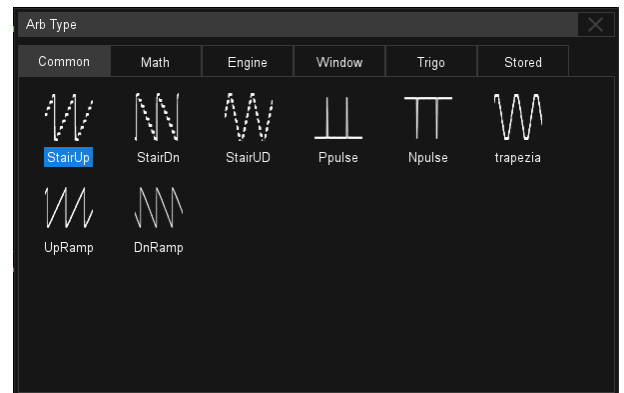 Arb Type
Common Math Engine Window Trigo Stored
StairUp StairDn StairUD Ppulse Npulse trapezia
UpRamp DnRamp